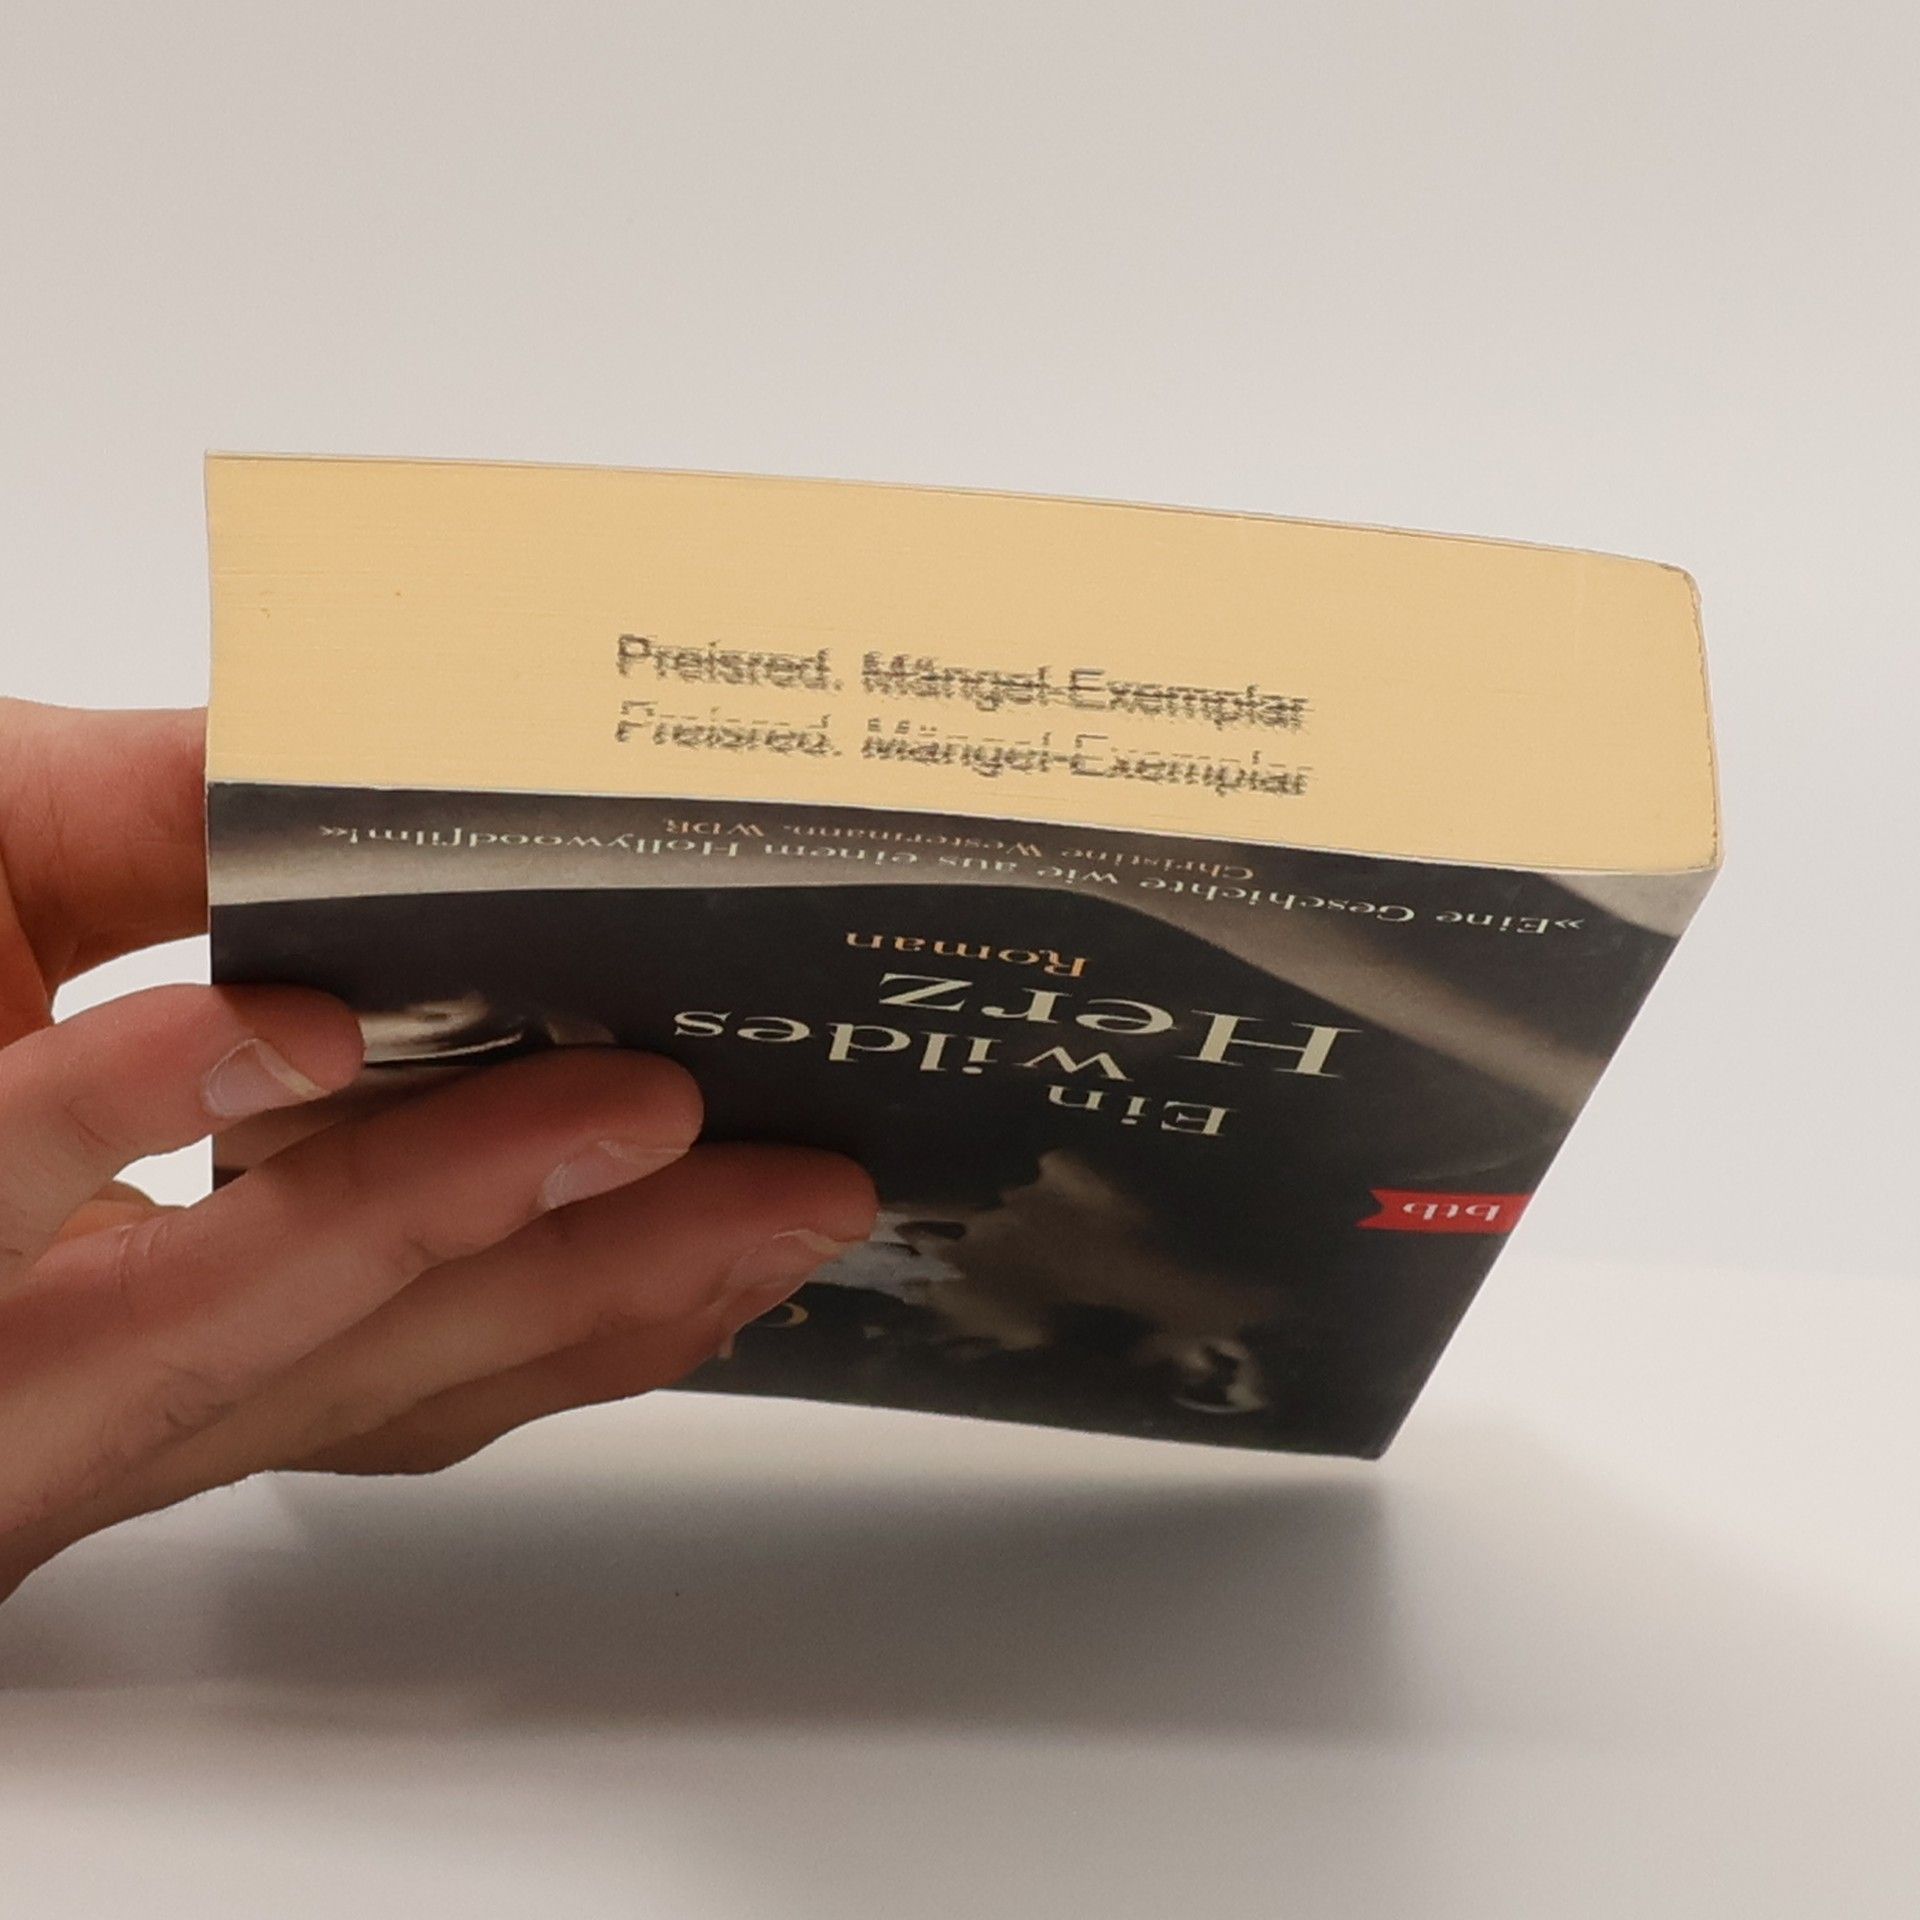 Preisred. Mängel-Exemplar
Preisred. Mängel-Exemplar
btb
Ein
wildes
Herz
Roman
»Eine Geschichte wie aus einem Hollywoodfilm!«
Christine Westermann, WDR